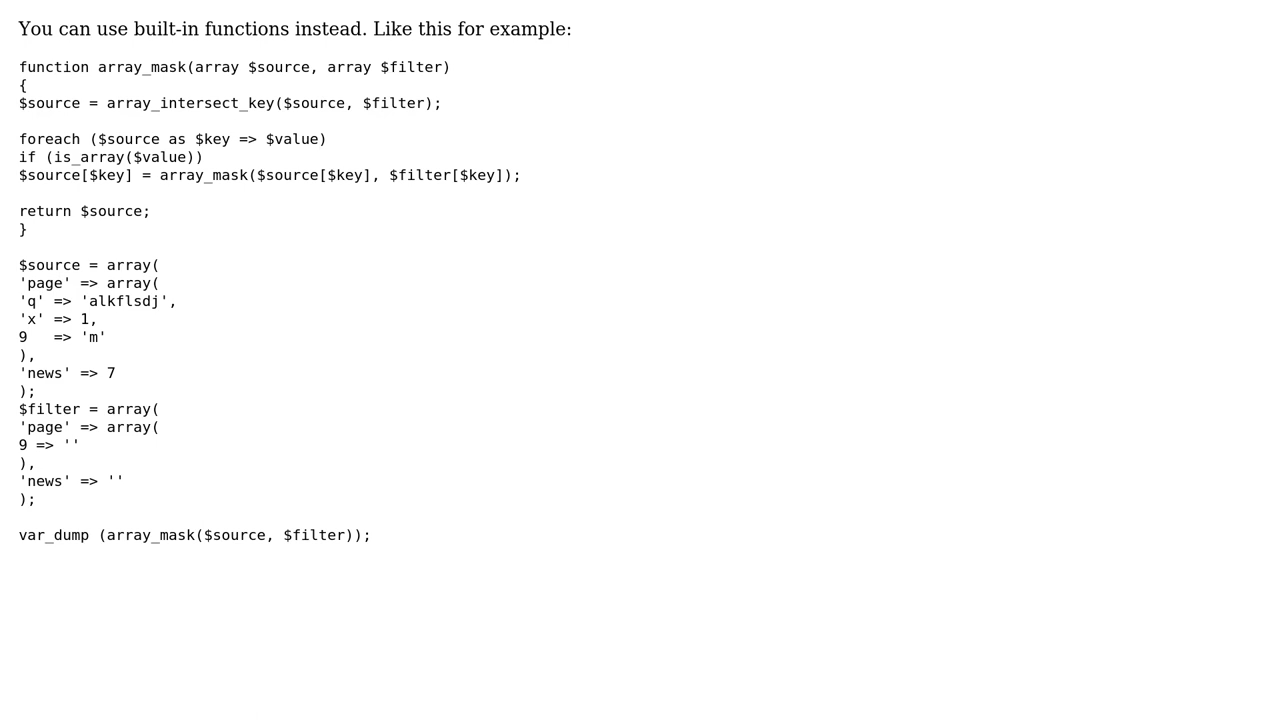 You can use built-in functions instead. Like this for example:
function array_mask(array $source, array $filter)
{
$source = array_intersect_key($source, $filter);

foreach ($source as $key => $value)
if (is_array($value))
$source[$key] = array_mask($source[$key], $filter[$key]);

return $source;
}

$source = array(
'page' => array(
'q' => 'alkflsdj',
'x' => 1,
9   => 'm'
),
'news' => 7
);
$filter = array(
'page' => array(
9 => ''
),
'news' => ''
);

var_dump (array_mask($source, $filter));